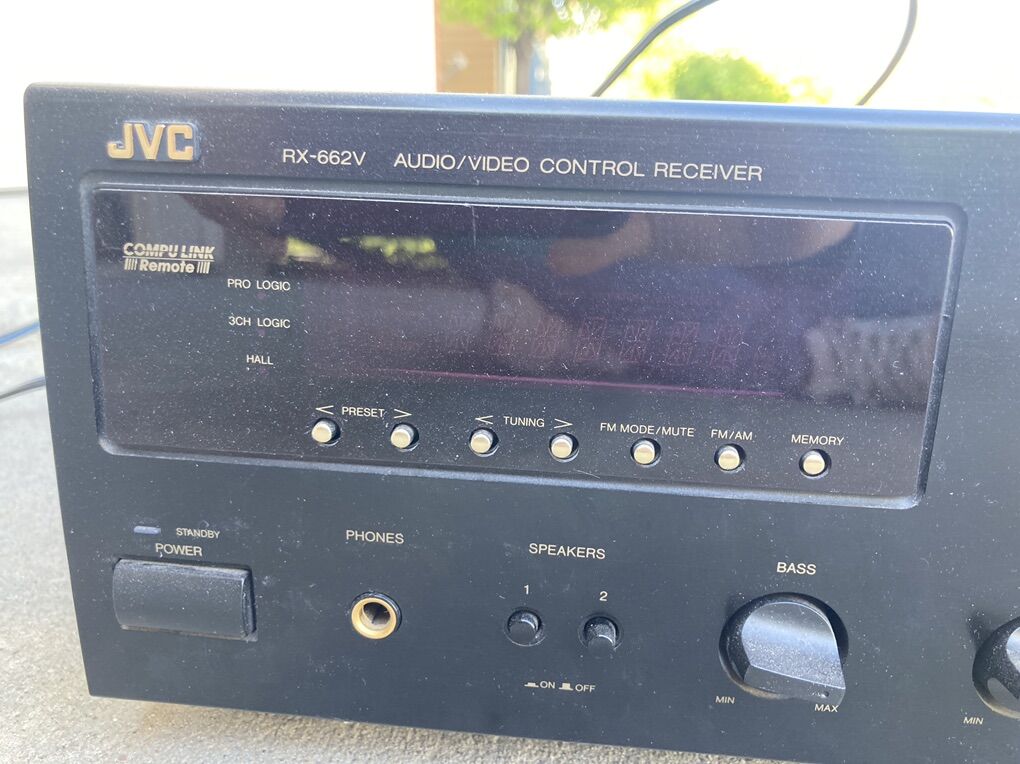 JVC
RX-662V AUDIO/VIDEO CONTROL RECEIVER
COMPU LINK
Remote
PRO LOGIC
3CH LOGIC
HALL
< PRESET >
< TUNING >
FM MODE/MUTE
FM/AM
MEMORY
STANDBY
POWER
PHONES
SPEAKERS
1 2
ON OFF
BASS
MIN MAX
MIN